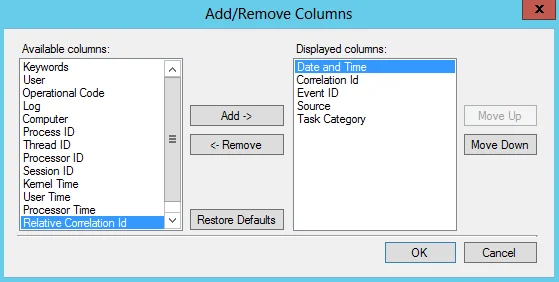 Add/Remove Columns
x
Available columns:
Keywords
User
Operational Code
Log
Computer
Process ID
Thread ID
Processor ID
Session ID
Kernel Time
User Time
Processor Time
Relative Correlation Id
Add ->
<- Remove
Restore Defaults
Displayed columns:
Date and Time
Correlation Id
Event ID
Source
Task Category
Move Up
Move Down
OK
Cancel